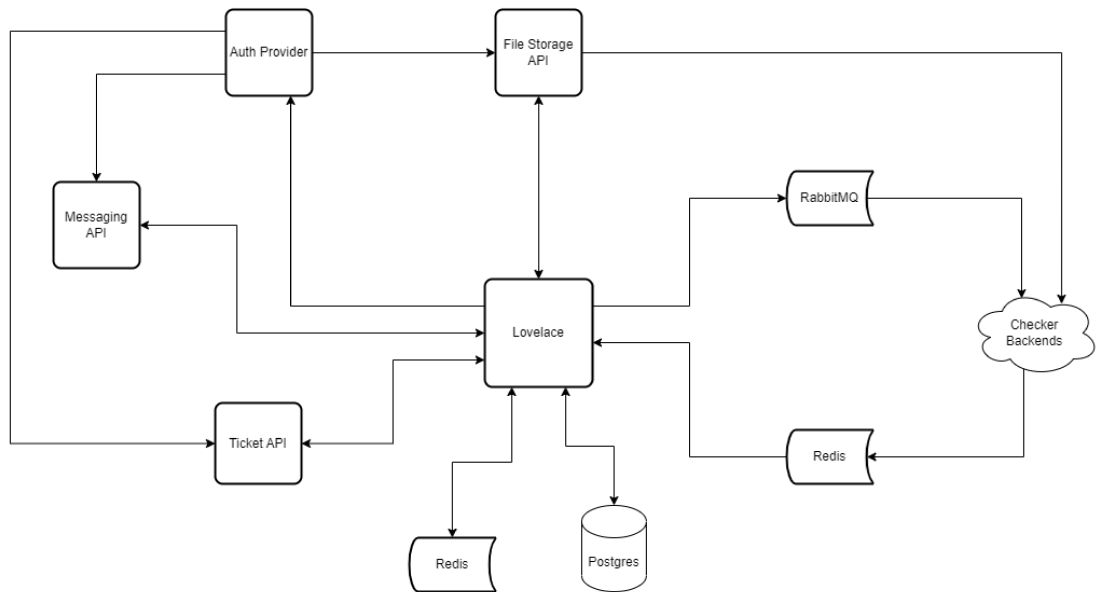 Auth Provider
File Storage
API
RabbitMQ
Messaging
API
Lovelace
Checker
Backends
Ticket API
Redis
Redis
Postgres